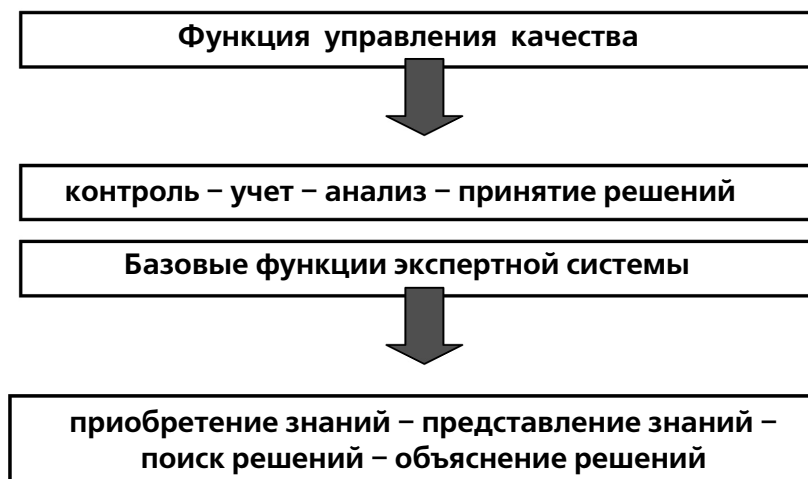 Функция управления качества
контроль – учет – анализ – принятие решений
Базовые функции экспертной системы
приобретение знаний – представление знаний –
поиск решений – объяснение решений